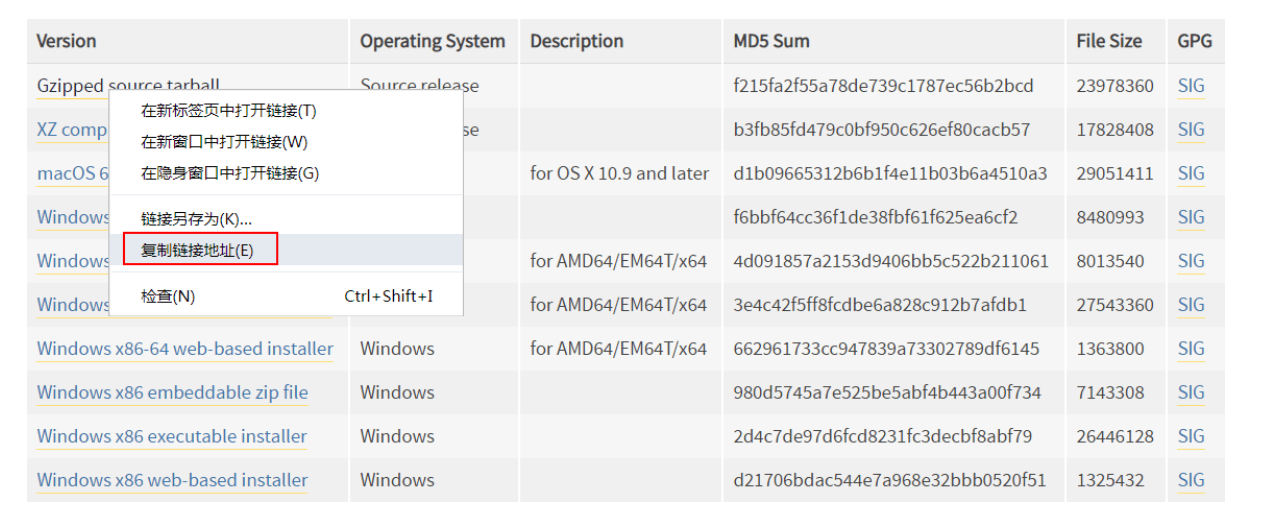 Version Operating System Description MD5 Sum File Size GPG
Gzipped source tarball Source release f215fa2f55a78de739c1787ec56b2bcd 23978360 SIG
在新标签页中打开链接(T)
XZ comp se b3fb85fd479c0bf950c626ef80cacb57 17828408 SIG
在新窗口中打开链接(W)
macOS 6 for OS X 10.9 and later d1b09665312b6b1f4e11b03b6a4510a3 29051411 SIG
在隐身窗口中打开链接(G)
Windows f6bbf64cc36f1de38fbf61f625ea6cf2 8480993 SIG
链接另存为(K)...
复制链接地址(E)
Windows for AMD64/EM64T/x64 4d091857a2153d9406bb5c522b211061 8013540 SIG
检查(N) Ctrl+Shift+I
Windows for AMD64/EM64T/x64 3e4c42f5ff8fcdbe6a828c912b7afdb1 27543360 SIG
Windows x86-64 web-based installer Windows for AMD64/EM64T/x64 662961733cc947839a73302789df6145 1363800 SIG
Windows x86 embeddable zip file Windows 980d5745a7e525be5abf4b443a00f734 7143308 SIG
Windows x86 executable installer Windows 2d4c7de97d6fcd8231fc3decbf8abf79 26446128 SIG
Windows x86 web-based installer Windows d21706bdac544e7a968e32bbb0520f51 1325432 SIG